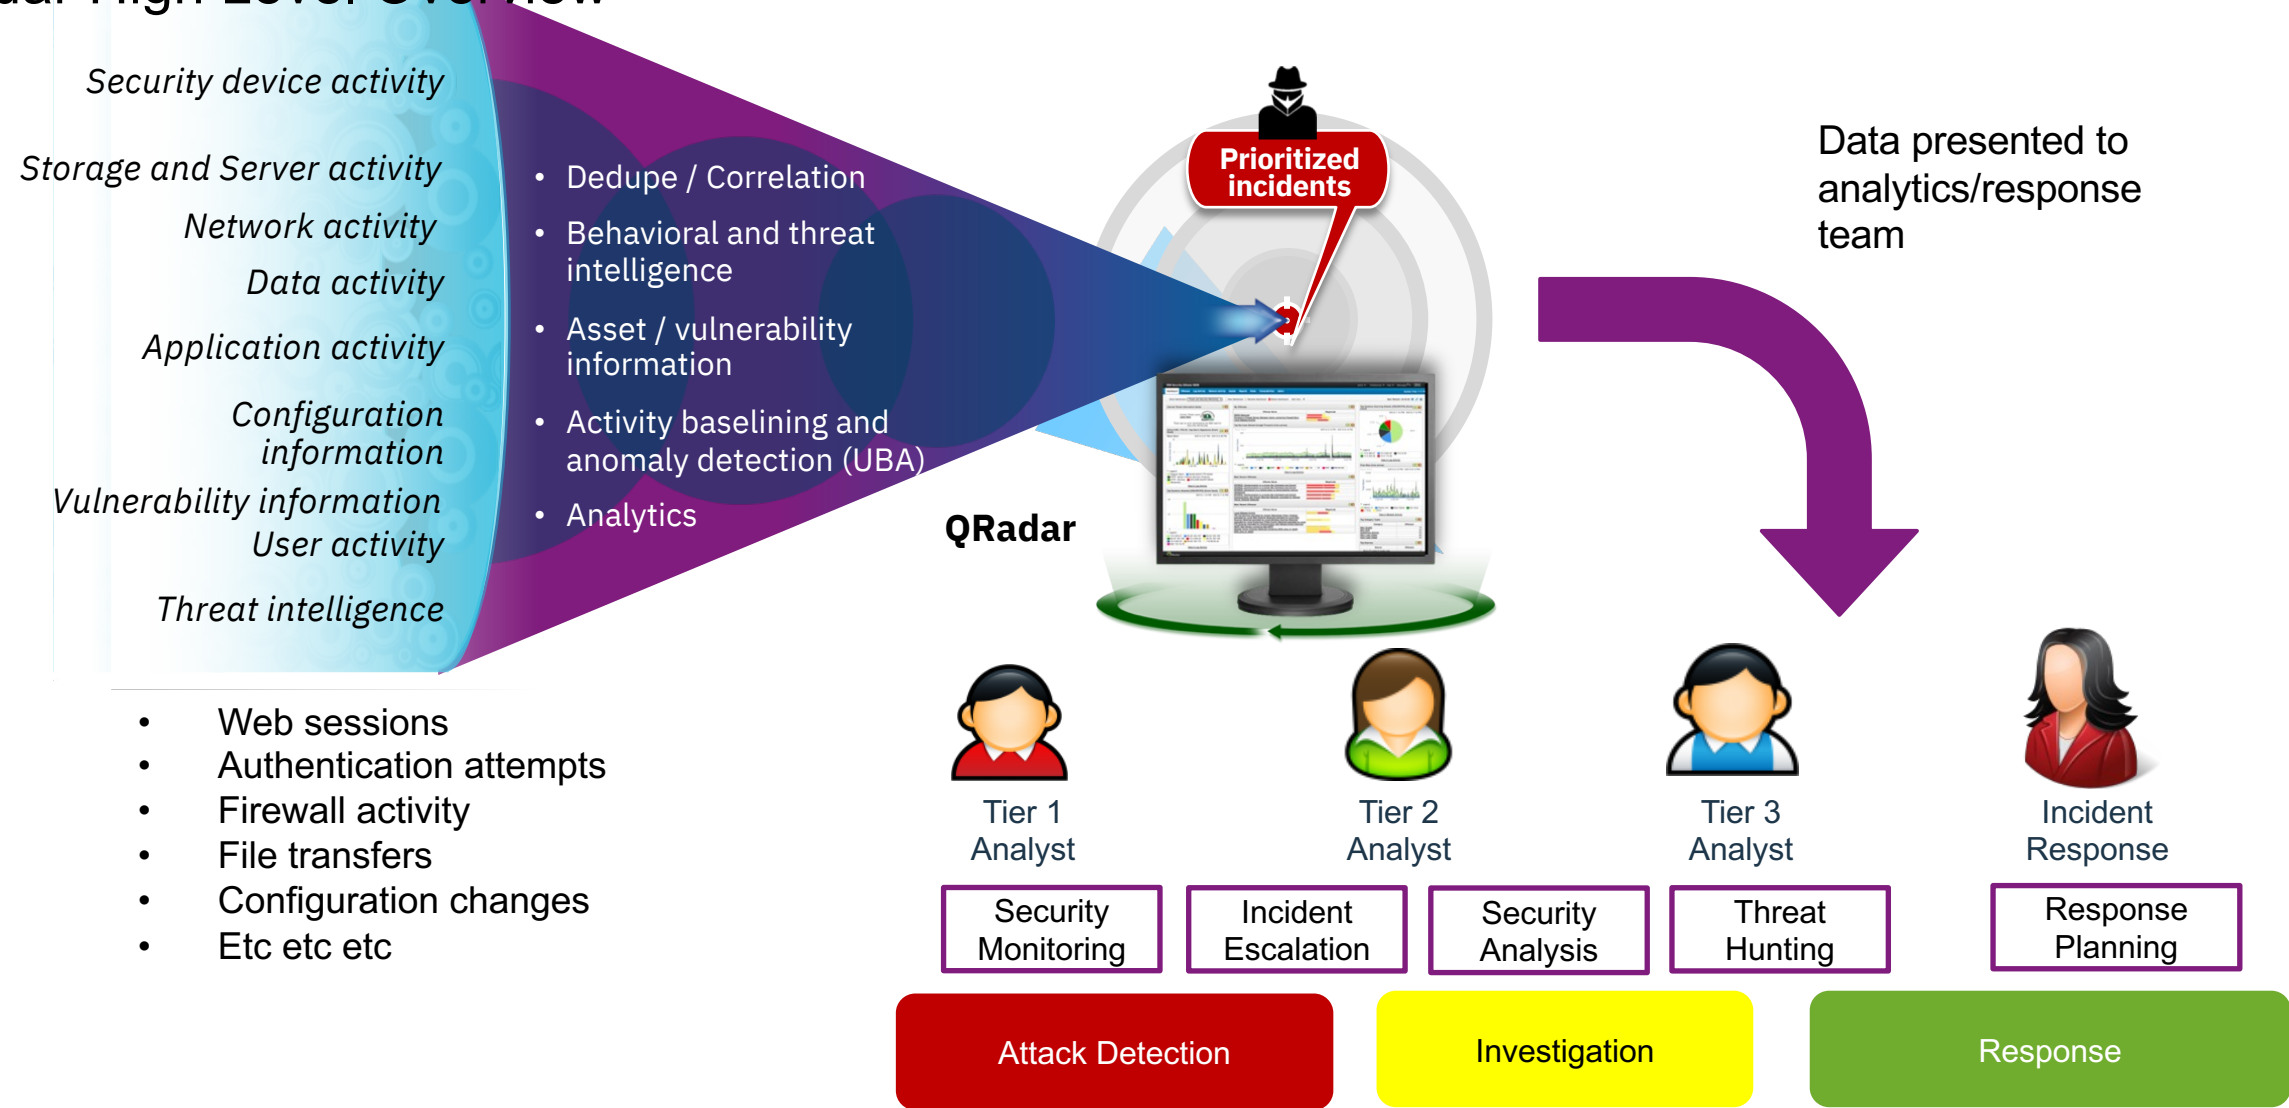 High Level Overview
Security device activity
Storage and Server activity
Network activity
Data activity
Application activity
Configuration
information
Vulnerability information
User activity
Threat intelligence
• Dedupe / Correlation
• Behavioral and threat
intelligence
• Asset / vulnerability
information
• Activity baselining and
anomaly detection (UBA)
• Analytics
Prioritized
incidents
QRadar
Data presented to
analytics/response
team
• Web sessions
• Authentication attempts
• Firewall activity
• File transfers
• Configuration changes
• Etc etc etc
Tier 1
Analyst
Tier 2
Analyst
Tier 3
Analyst
Incident
Response
Security
Monitoring
Incident
Escalation
Security
Analysis
Threat
Hunting
Response
Planning
Attack Detection
Investigation
Response